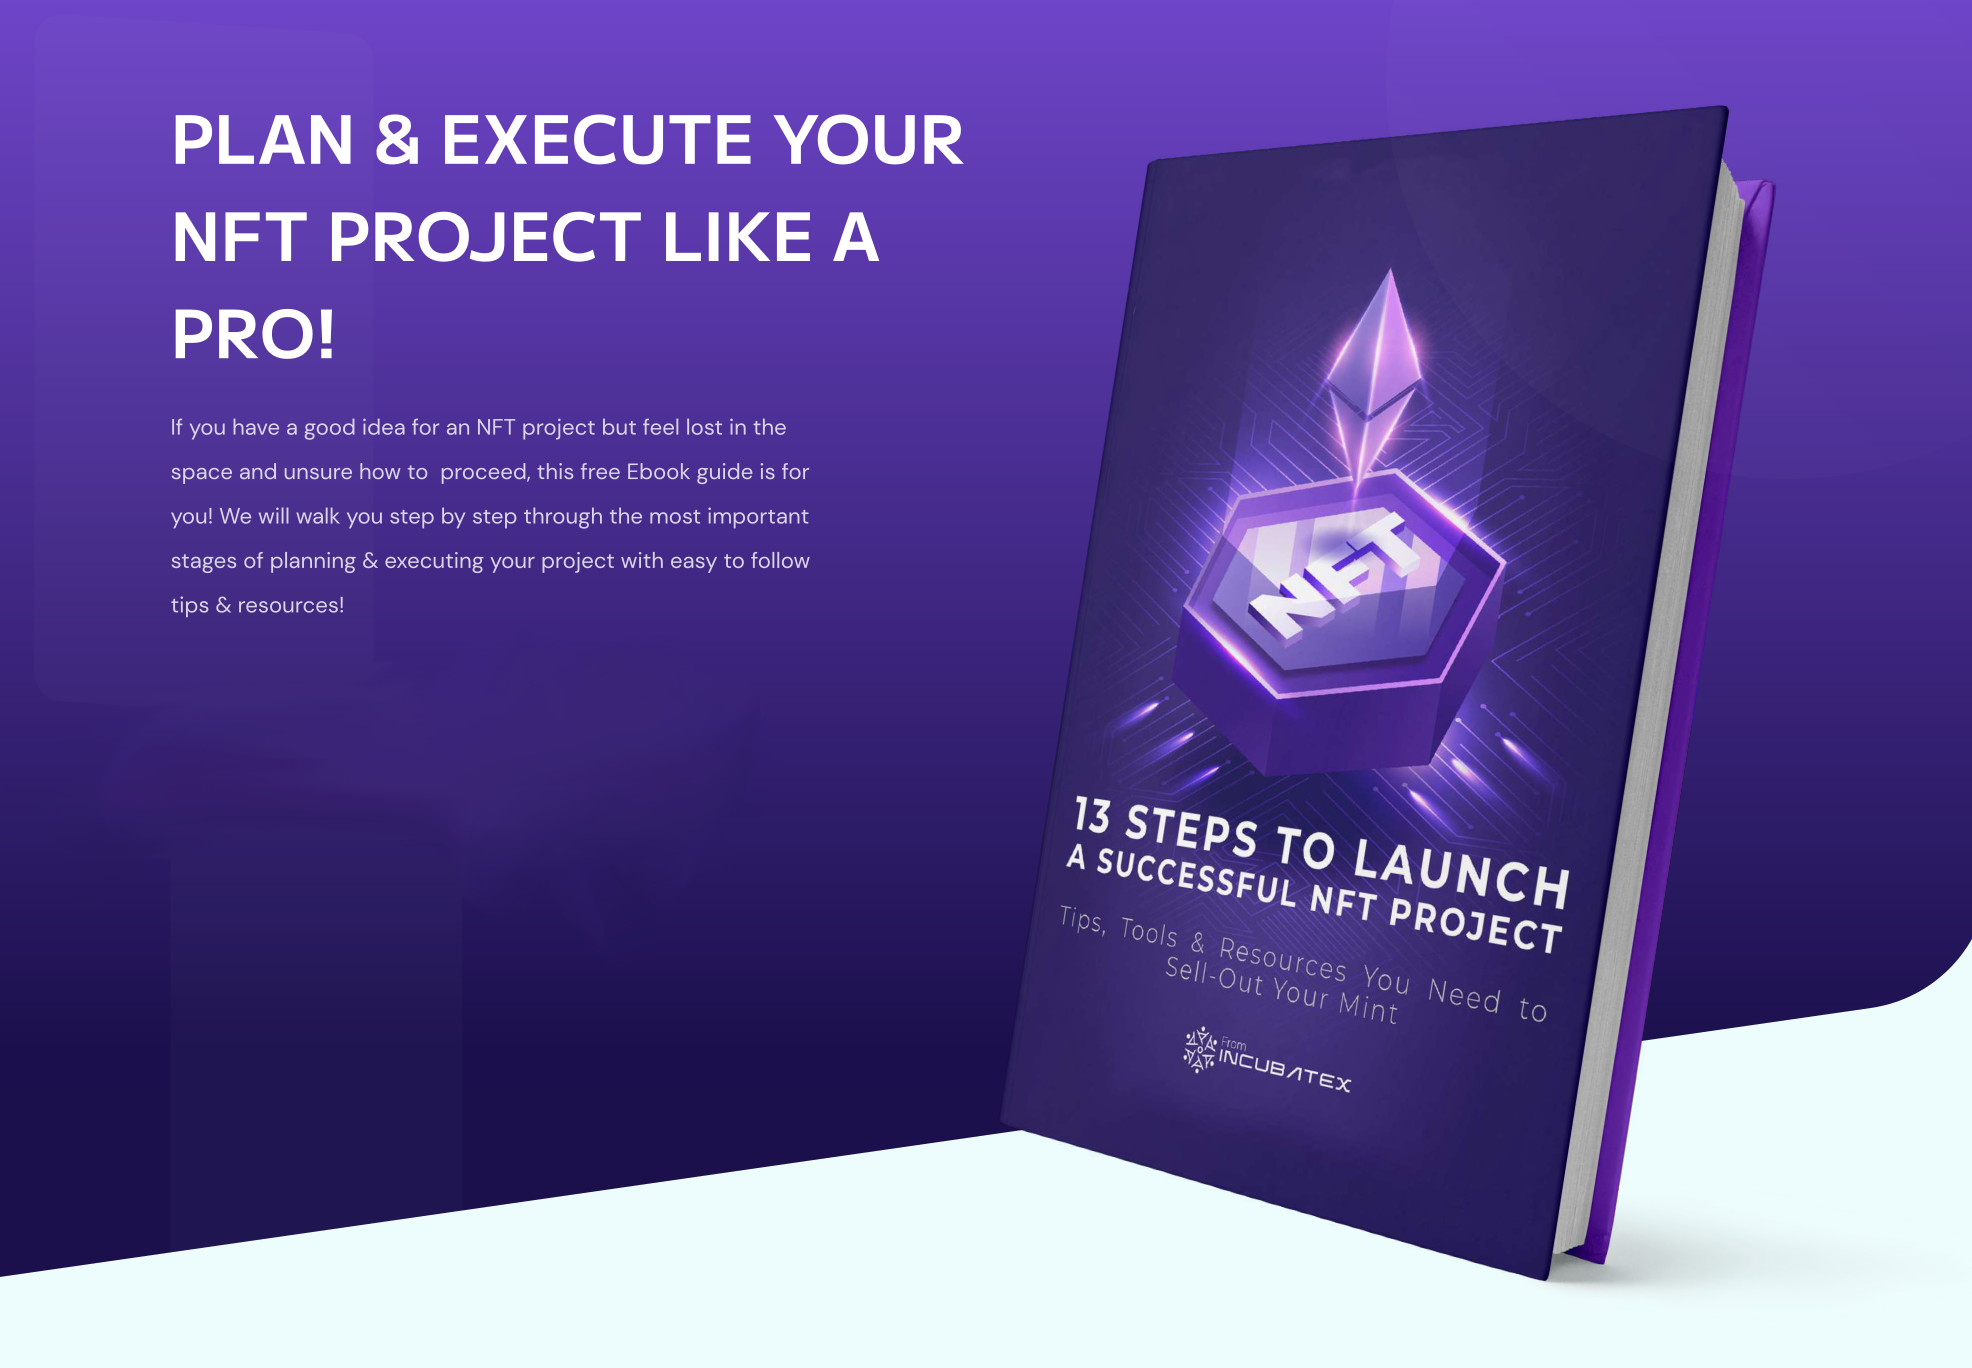 PLAN & EXECUTE YOUR
NFT PROJECT LIKE A
PRO!
If you have a good idea for an NFT project but feel lost in the
space and unsure how to  proceed, this free Ebook guide is for
you! We will walk you step by step through the most important
stages of planning & executing your project with easy to follow
tips & resources!
NFT
13 STEPS TO LAUNCH
A SUCCESSFUL NFT PROJECT
Tips, Tools & Resources You Need to
Sell-Out Your Mint
From
INCUBATEX